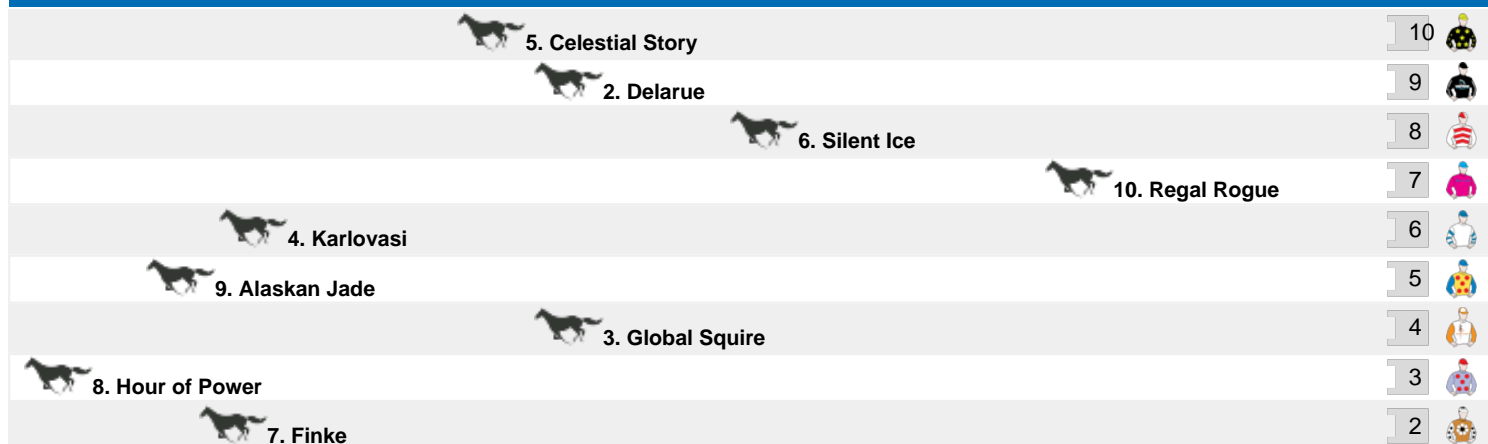 5. Celestial Story 10
2. Delarue 9
6. Silent Ice 8
10. Regal Rogue 7
4. Karlovasi 6
9. Alaskan Jade 5
3. Global Squire 4
8. Hour of Power 3
7. Finke 2